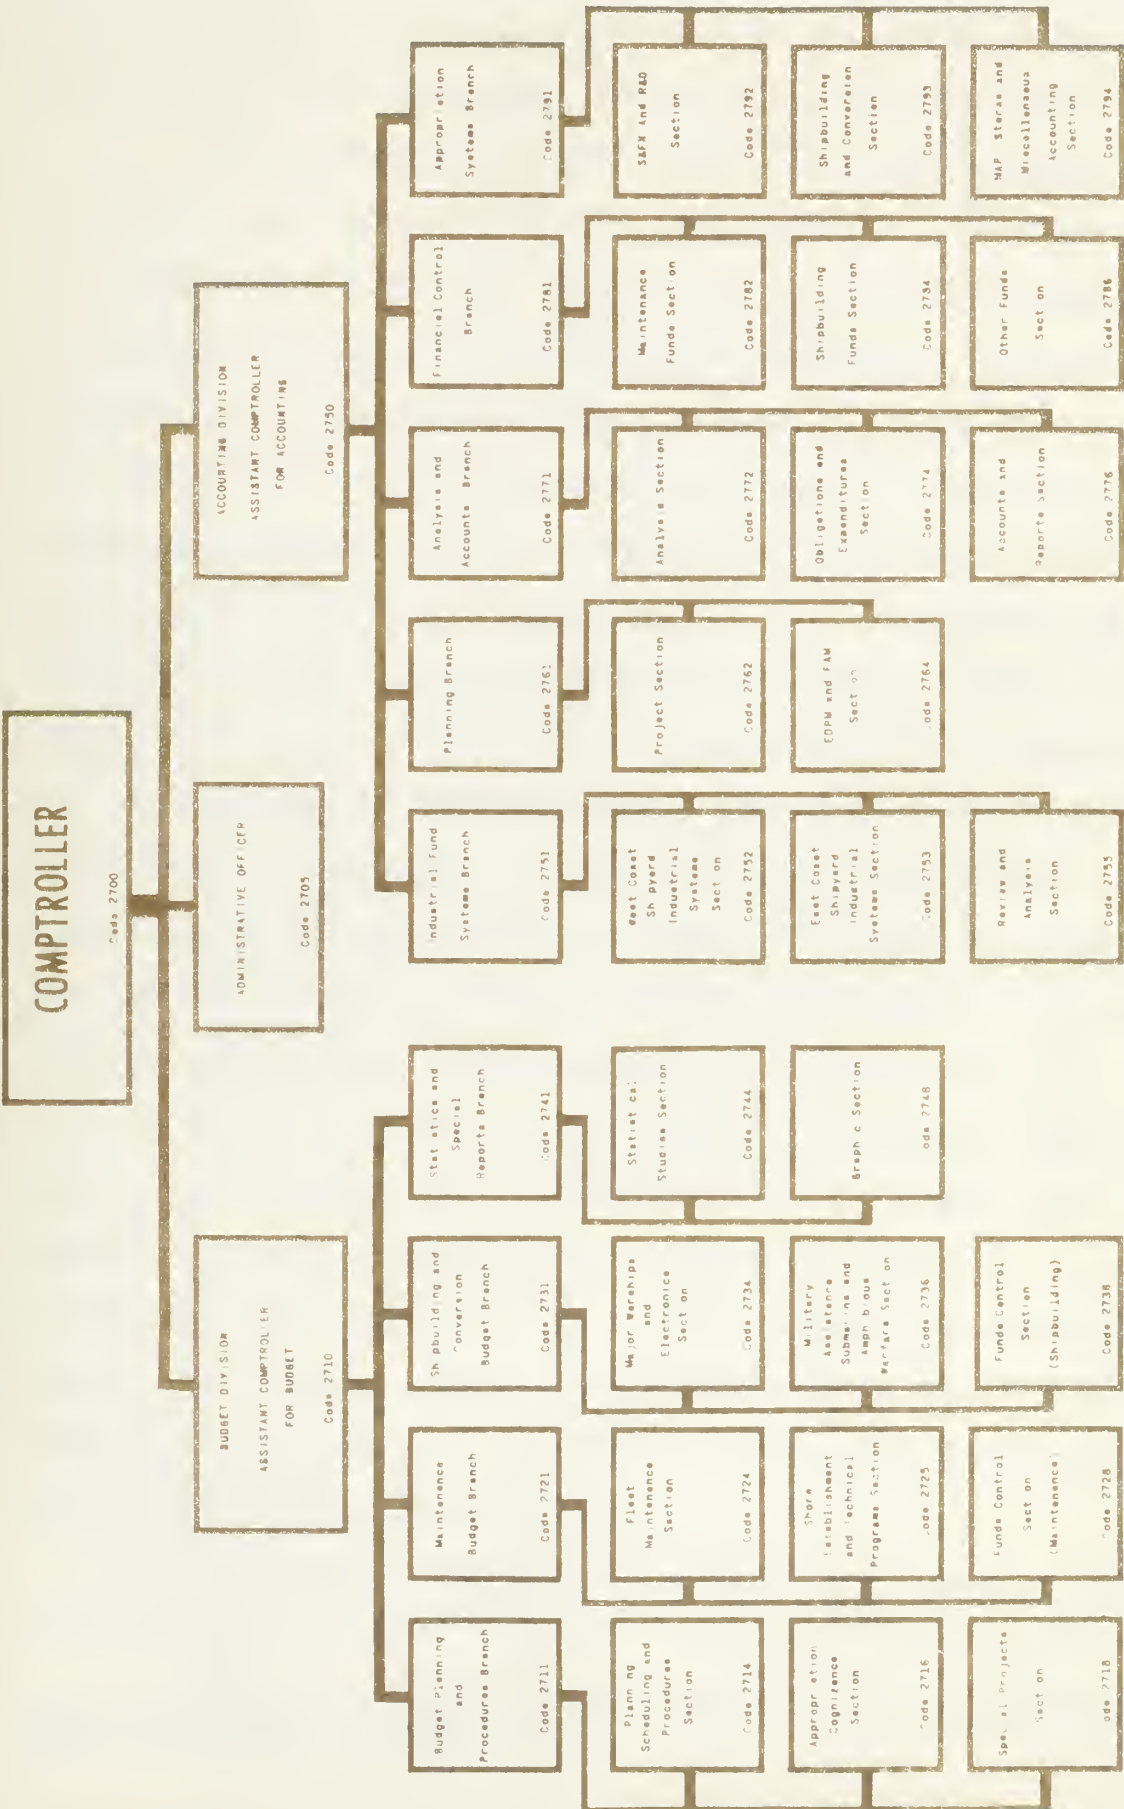 COMPTROLLER
Code 2700
ADMINISTRATIVE OFFICER
Code 2705
BUDGET DIVISION
ASSISTANT COMPTROLLER
FOR BUDGET
Code 2710
ACCOUNTING DIVISION
ASSISTANT COMPTROLLER
FOR ACCOUNTING
Code 2750
Budget Planning
and
Procedures Branch
Code 2711
Maintenance
Budget Branch
Code 2721
Shipbuilding and
Conversion
Budget Branch
Code 2731
Statistics and
Special
Reports Branch
Code 2741
Industrial Fund
Systems Branch
Code 2751
Planning Branch
Code 2761
Analysis and
Accounts Branch
Code 2771
Financial Control
Branch
Code 2781
Appropriation
Systems Branch
Code 2791
Planning
Scheduling and
Procedures
Section
Code 2714
Fleet
Maintenance
Section
Code 2724
Major Warships
and
Electronics
Section
Code 2734
Statistical
Studies Section
Code 2744
West Coast
Shipyard
Industrial
Systems
Section
Code 2752
Project Section
Code 2762
Analysis Section
Code 2772
Maintenance
Funds Section
Code 2782
S&FX And R&D
Section
Code 2792
Appropriation
Cognizance
Section
Code 2716
Shore
Establishment
and Technical
Programs Section
Code 2725
Military
Assistance
Submarine and
Amphibious
Warfare Section
Code 2736
Graphic Section
Code 2748
East Coast
Shipyard
Industrial
Systems Section
Code 2753
EDPM and FAW
Section
Code 2764
Obligations and
Expenditures
Section
Code 2774
Shipbuilding
Funds Section
Code 2784
Shipbuilding
and Conversion
Section
Code 2793
Special Projects
Section
Code 2718
Funds Control
Section
(Maintenance)
Code 2728
Funds Control
Section
(Shipbuilding)
Code 2738
Review and
Analysis
Section
Code 2755
Accounts and
Reports Section
Code 2776
Other Funds
Section
Code 2786
MAP Stores and
Miscellaneous
Accounting
Section
Code 2794